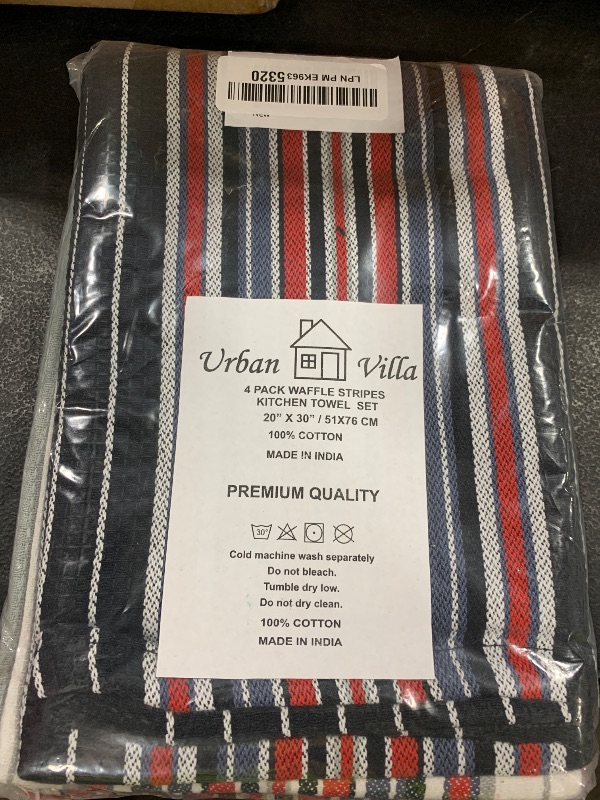 LPN PM EK9635320
Urban Villa
4 PACK WAFFLE STRIPES
KITCHEN TOWEL SET
20” X 30” / 51X76 CM
100% COTTON
MADE IN INDIA
PREMIUM QUALITY
30°
Cold machine wash separately
Do not bleach.
Tumble dry low.
Do not dry clean.
100% COTTON
MADE IN INDIA